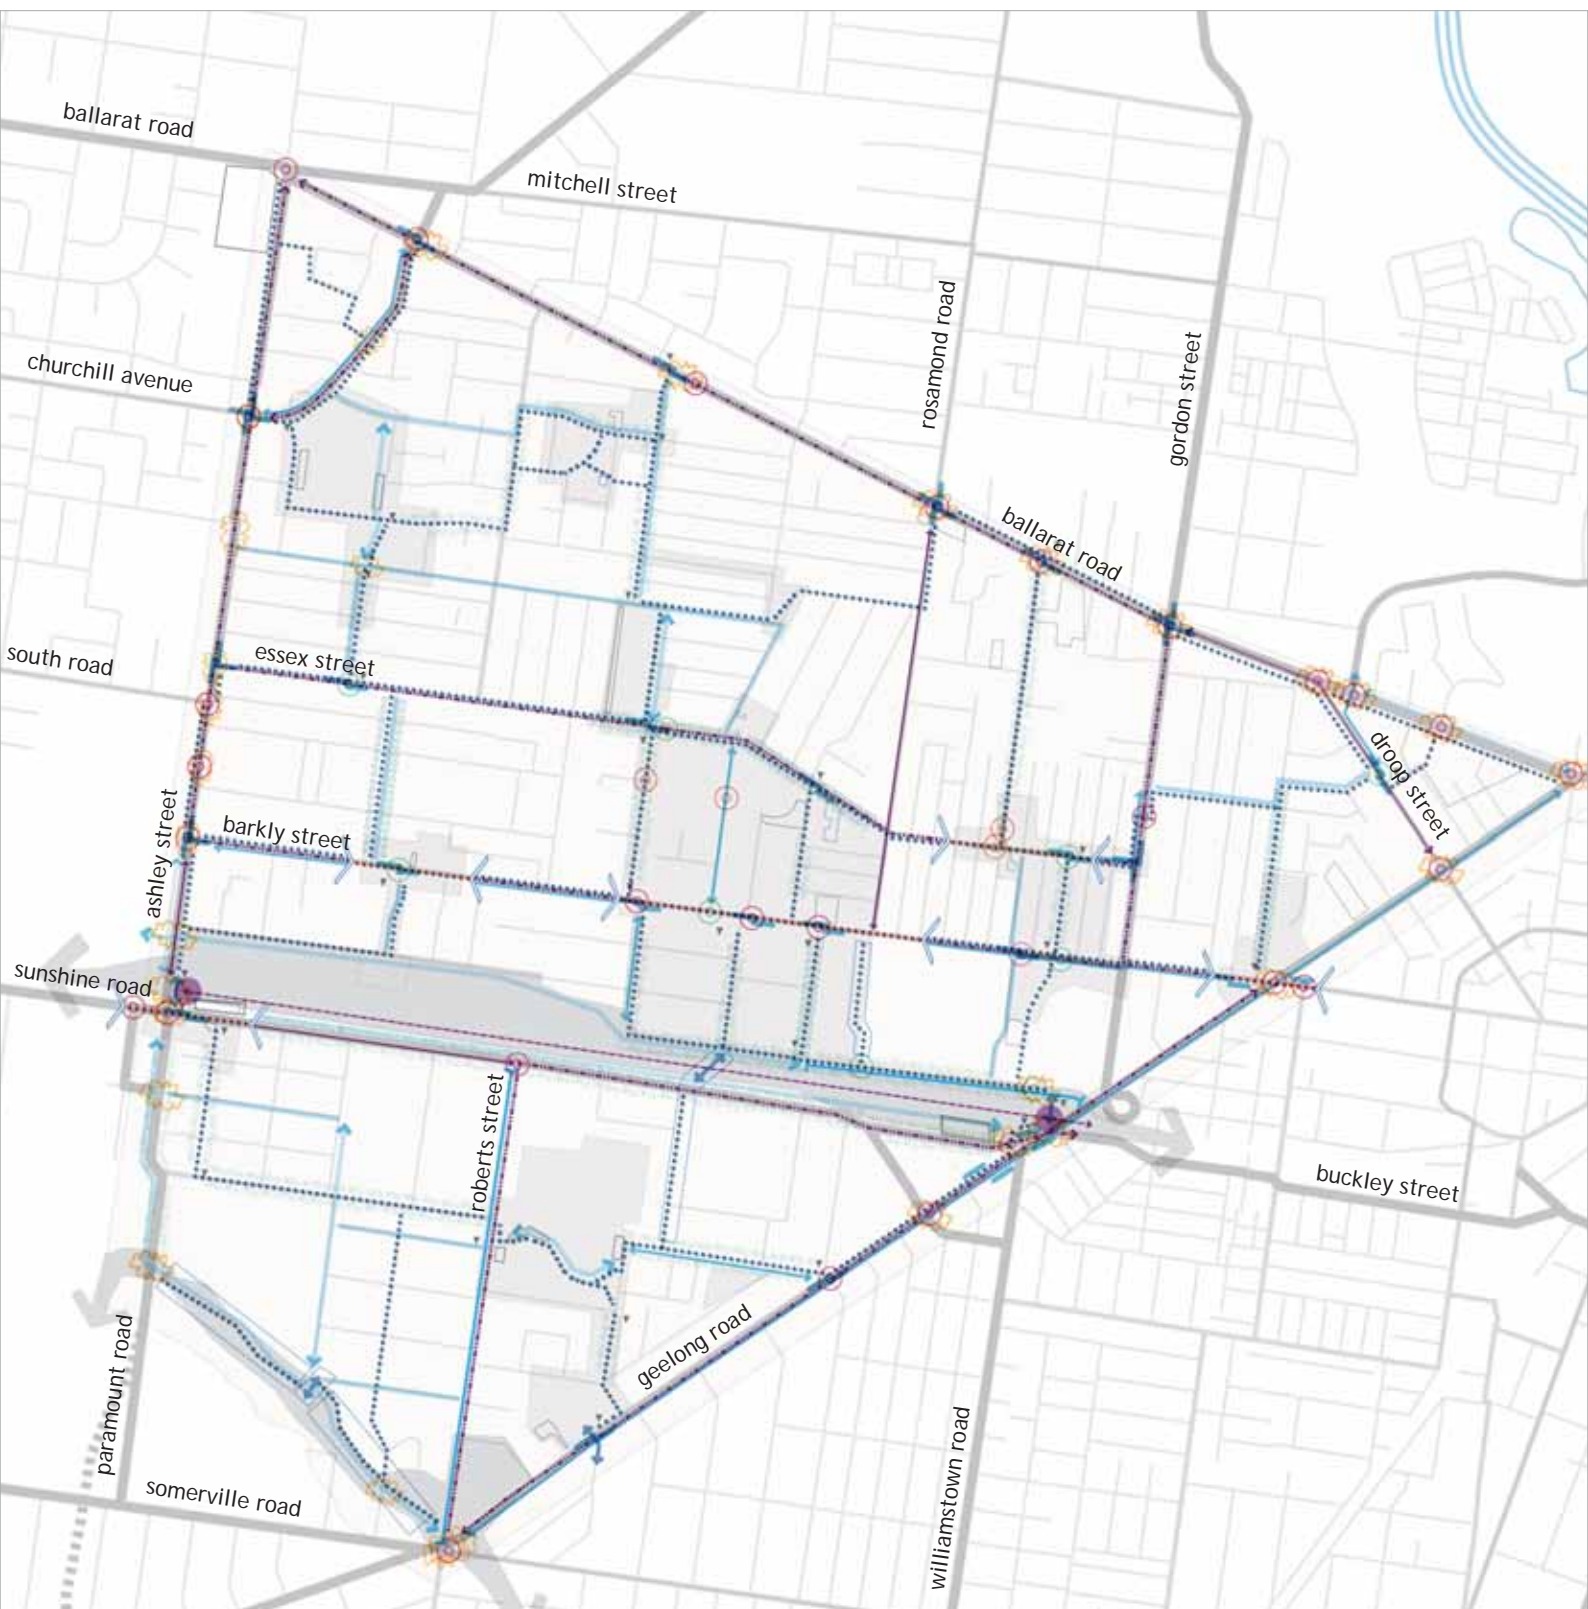 ballarat road
mitchell street
rosamond road
gordon street
churchill avenue
ballarat road
south road
essex street
droop street
ashley street
barkly street
sunshine road
roberts street
buckley street
geelong road
paramount road
williamstown road
somerville road